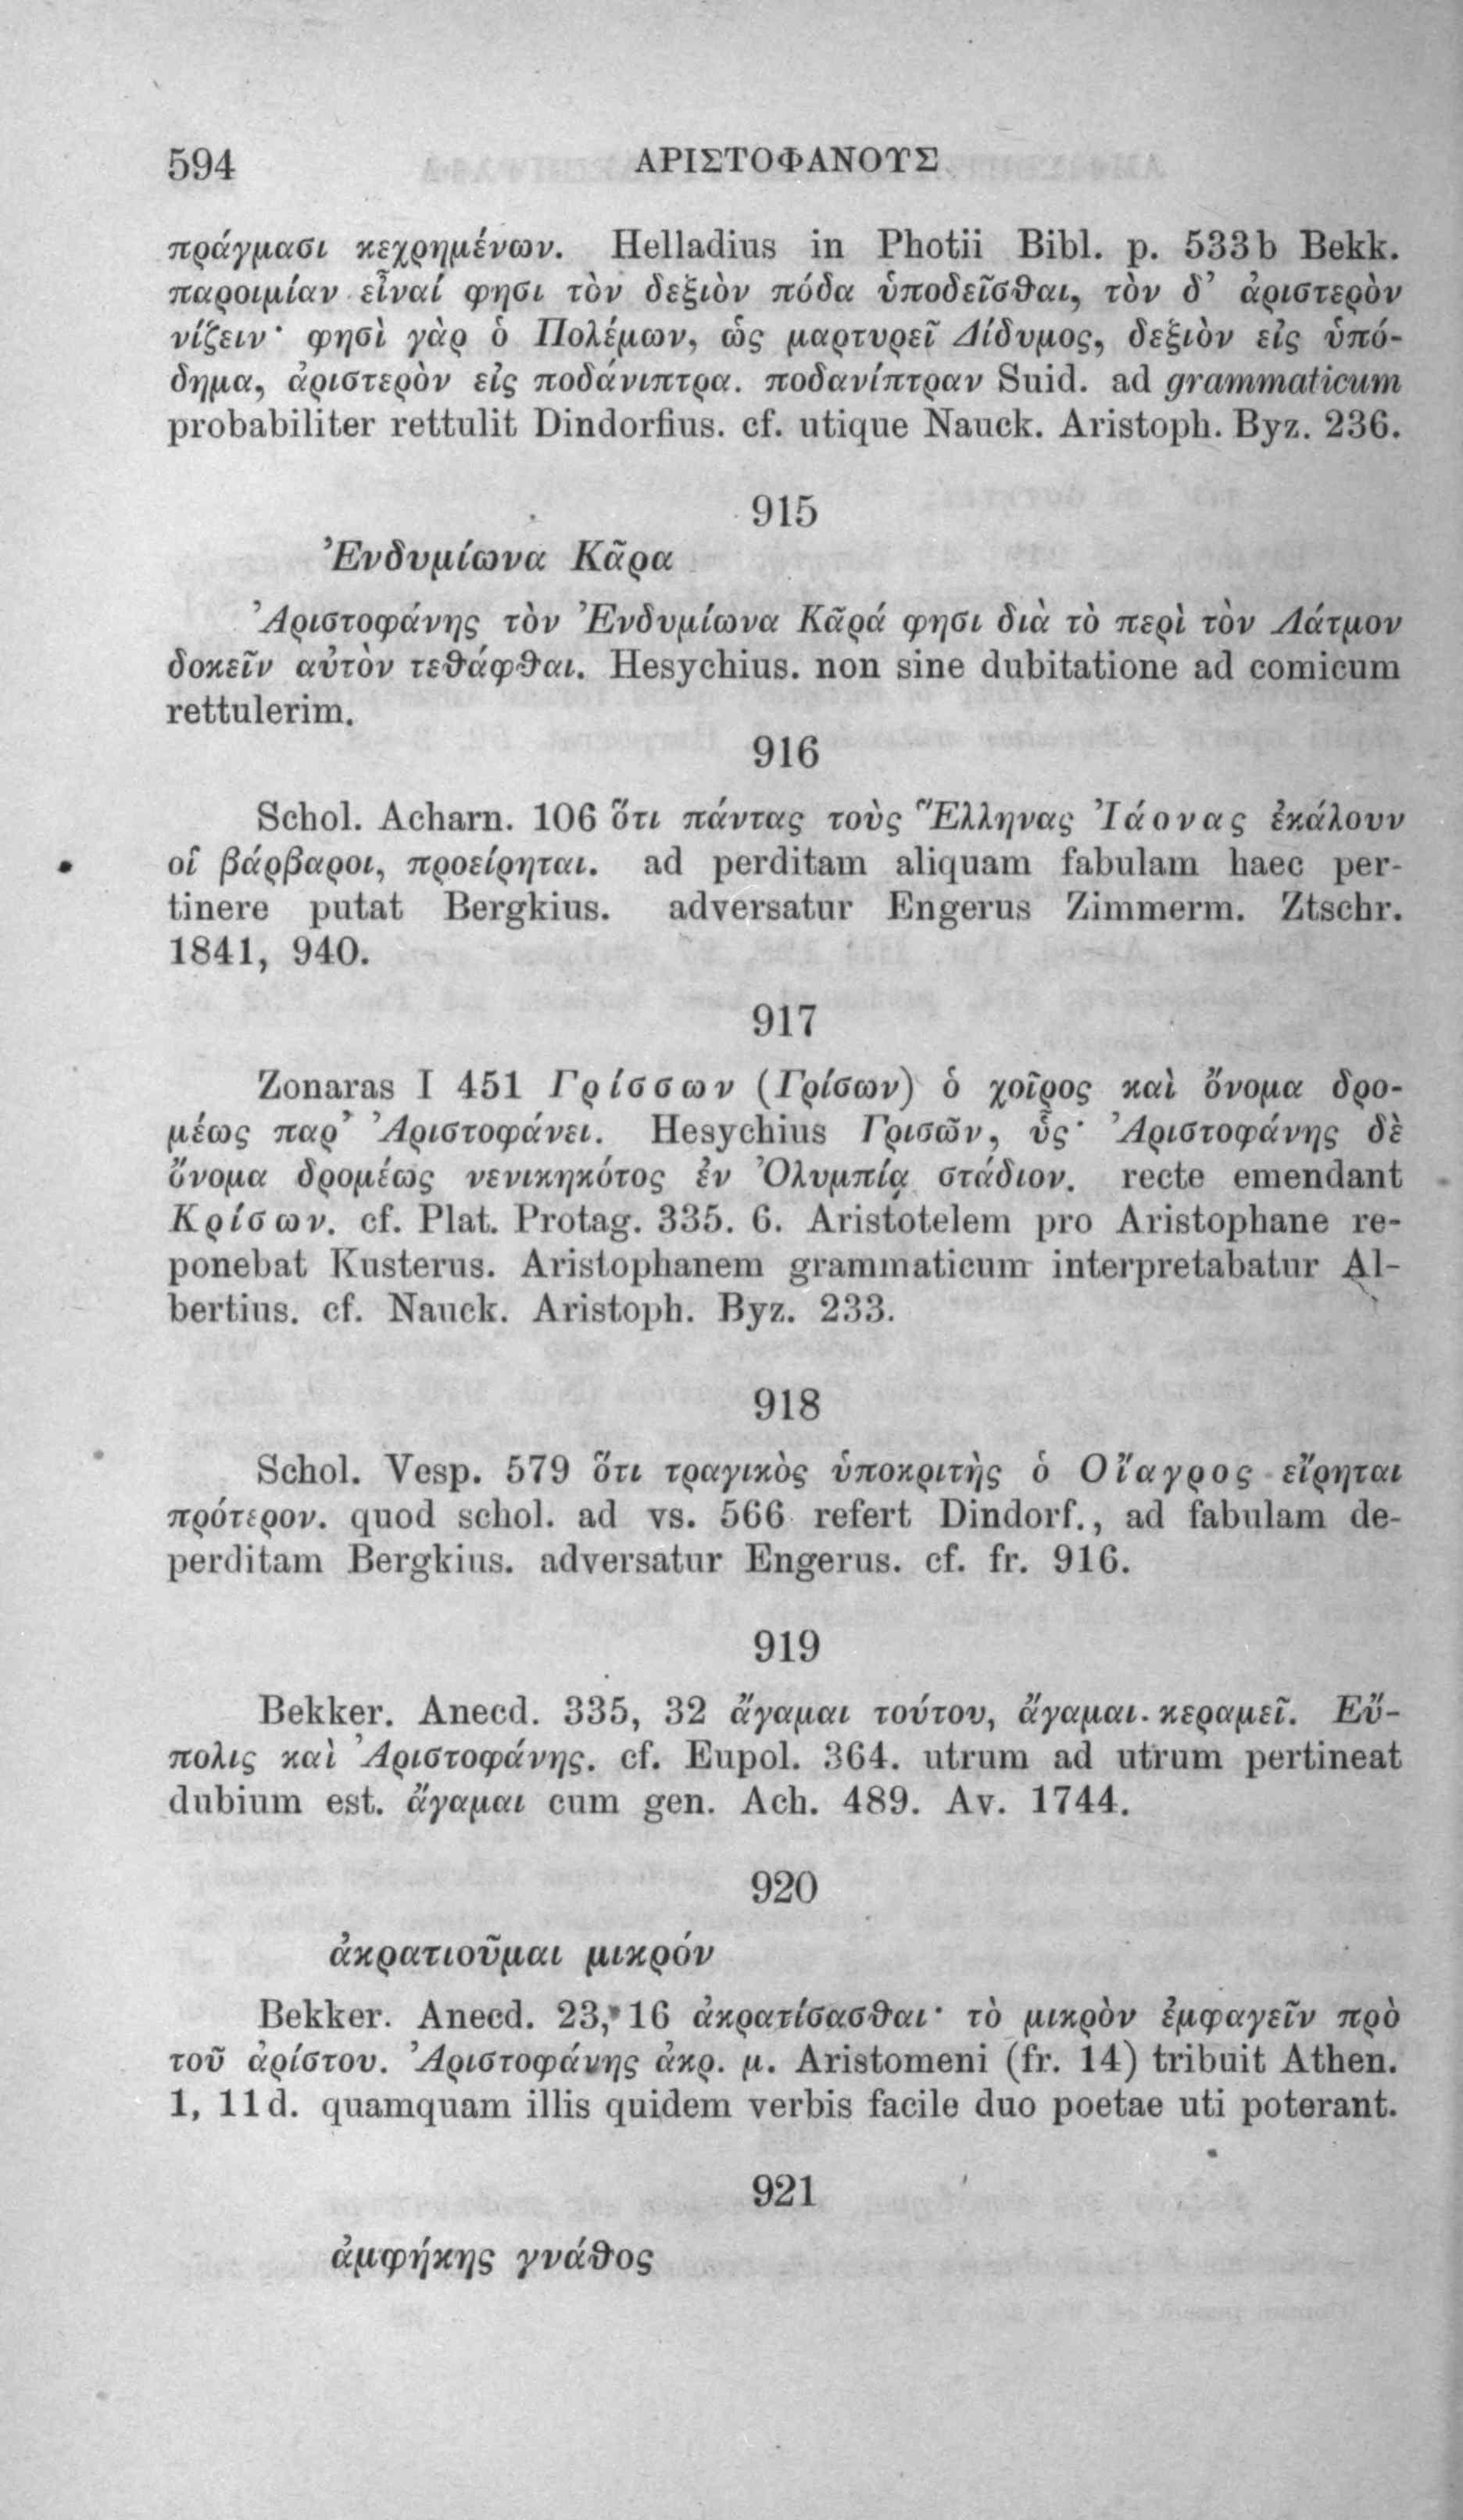 594 ΑΡΙΣΤΟΦΑΝΟΥΣ
πράγμασι κεχρημένων. Helladius in Photii Bibl. p. 533b Bekk.
παροιμίαν εἶναί φησι τὸν δεξιὸν πόδα ὑποδεῖσθαι, τὸν δ’ ἀριστερὸν
νίζειν· φησὶ γὰρ ὁ Πολέμων, ὡς μαρτυρεῖ Δίδυμος, δεξιὸν εἰς ὑπό-
δημα, ἀριστερὸν εἰς ποδάνιπτρα. ποδανίπτραν Suid. ad grammaticum
probabiliter rettulit Dindorfius. cf. utique Nauck. Aristoph. Byz. 236.
915
Ἐνδυμίωνα Κᾶρα
Ἀριστοφάνης τὸν Ἐνδυμίωνα Κᾶρά φησι διὰ τὸ περὶ τὸν Λάτμον
δοκεῖν αὐτὸν τεθάφθαι. Hesychius. non sine dubitatione ad comicum
rettulerim.
916
Schol. Acharn. 106 ὅτι πάντας τοὺς Ἕλληνας Ἰάονας ἐκάλουν
οἱ βάρβαροι, προείρηται. ad perditam aliquam fabulam haec per-
tinere putat Bergkius. adversatur Engerus Zimmerm. Ztschr.
1841, 940.
917
Zonaras I 451 Γρίσσων (Γρίσων) ὁ χοῖρος καὶ ὄνομα δρο-
μέως παρ’ Ἀριστοφάνει. Hesychius Γρισῶν, ὗς· Ἀριστοφάνης δὲ
ὄνομα δρομέως νενικηκότος ἐν Ὀλυμπίᾳ στάδιον. recte emendant
Κρίσων. cf. Plat. Protag. 335. 6. Aristotelem pro Aristophane re-
ponebat Kusterus. Aristophanem grammaticum interpretabatur Al-
bertius. cf. Nauck. Aristoph. Byz. 233.
918
Schol. Vesp. 579 ὅτι τραγικὸς ὑποκριτὴς ὁ Οἴαγρος εἴρηται
πρότερον. quod schol. ad vs. 566 refert Dindorf., ad fabulam de-
perditam Bergkius. adversatur Engerus. cf. fr. 916.
919
Bekker. Anecd. 335, 32 ἄγαμαι τούτου, ἄγαμαι κεραμεῖ. Εὔ-
πολις καὶ Ἀριστοφάνης. cf. Eupol. 364. utrum ad utrum pertineat
dubium est. ἄγαμαι cum gen. Ach. 489. Av. 1744.
920
ἀκρατιοῦμαι μικρόν
Bekker. Anecd. 23, 16 ἀκρατίσασθαι· τὸ μικρὸν ἐμφαγεῖν πρὸ
τοῦ ἀρίστου. Ἀριστοφάνης ἀκρ. μ. Aristomeni (fr. 14) tribuit Athen.
1, 11d. quamquam illis quidem verbis facile duo poetae uti poterant.
921
ἀμφήκης γνάθος